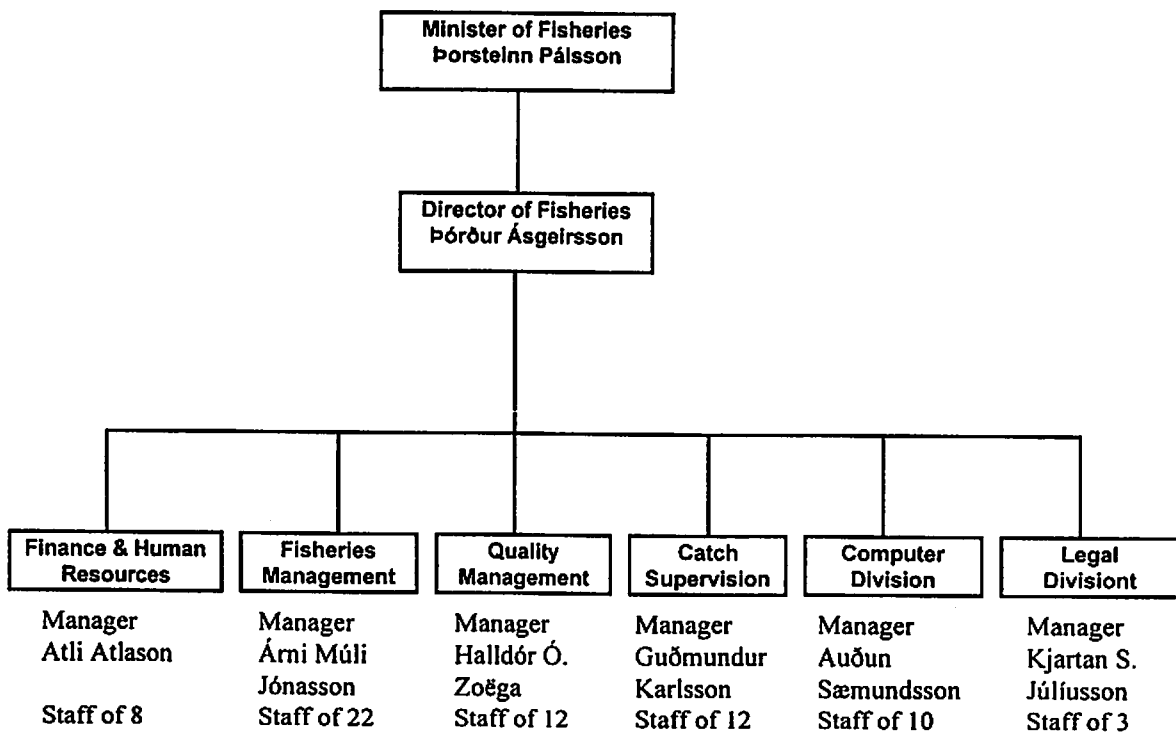 Minister of Fisheries
Þorsteinn Pálsson
Director of Fisheries
Þórður Ásgeirsson
Finance & Human
Resources
Manager
Atli Atlason
Staff of 8
Fisheries
Management
Manager
Árni Múli
Jónasson
Staff of 22
Quality
Management
Manager
Halldór Ó.
Zoëga
Staff of 12
Catch
Supervision
Manager
Guðmundur
Karlsson
Staff of 12
Computer
Division
Manager
Auðun
Sæmundsson
Staff of 10
Legal
Divisiont
Manager
Kjartan S.
Júlíusson
Staff of 3